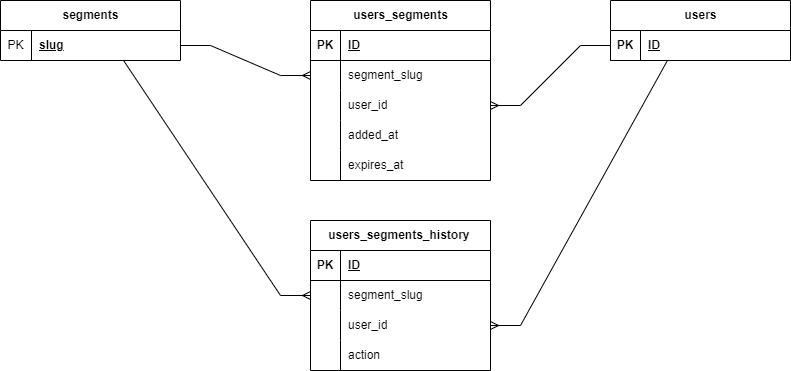 segments
PK slug
users_segments
PK ID
segment_slug
user_id
added_at
expires_at
users
PK ID
users_segments_history
PK ID
segment_slug
user_id
action